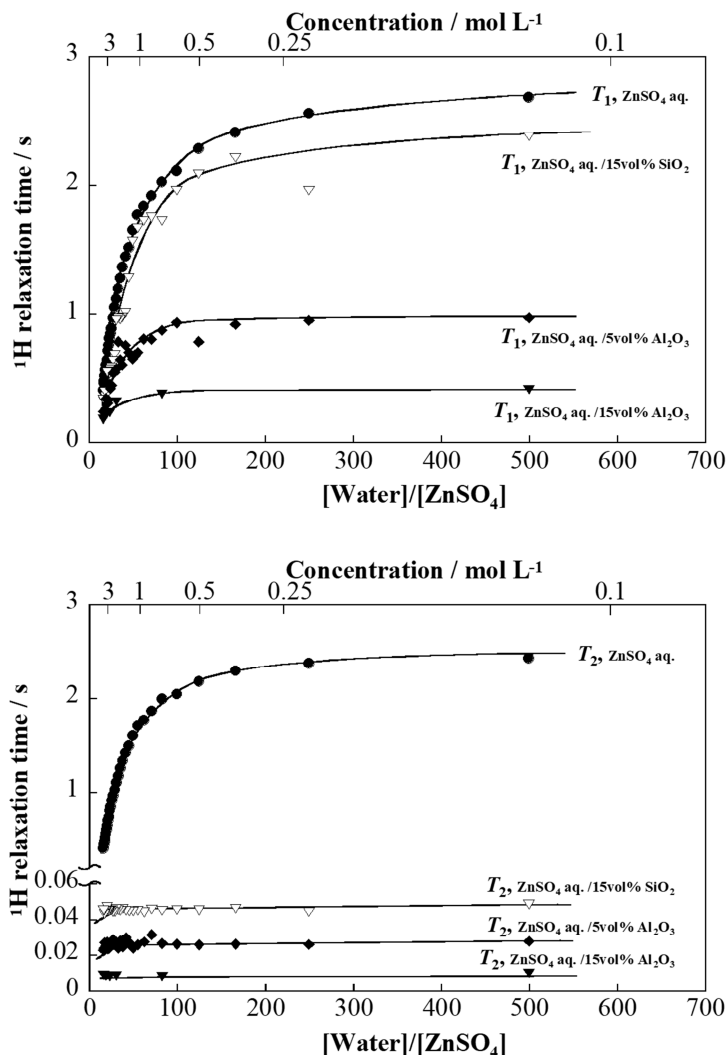 Concentration / mol L-1
3 1 0.5 0.25 0.1
3
T1, ZnSO4 aq.
T1, ZnSO4 aq. /15vol% SiO2
2
1H relaxation time / s
1
T1, ZnSO4 aq. /5vol% Al2O3
T1, ZnSO4 aq. /15vol% Al2O3
0
0 100 200 300 400 500 600 700
[Water]/[ZnSO4]
Concentration / mol L-1
3 1 0.5 0.25 0.1
3
T2, ZnSO4 aq.
2
1H relaxation time / s
1
0.06
T2, ZnSO4 aq. /15vol% SiO2
0.04
T2, ZnSO4 aq. /5vol% Al2O3
0.02
T2, ZnSO4 aq. /15vol% Al2O3
0
0 100 200 300 400 500 600 700
[Water]/[ZnSO4]